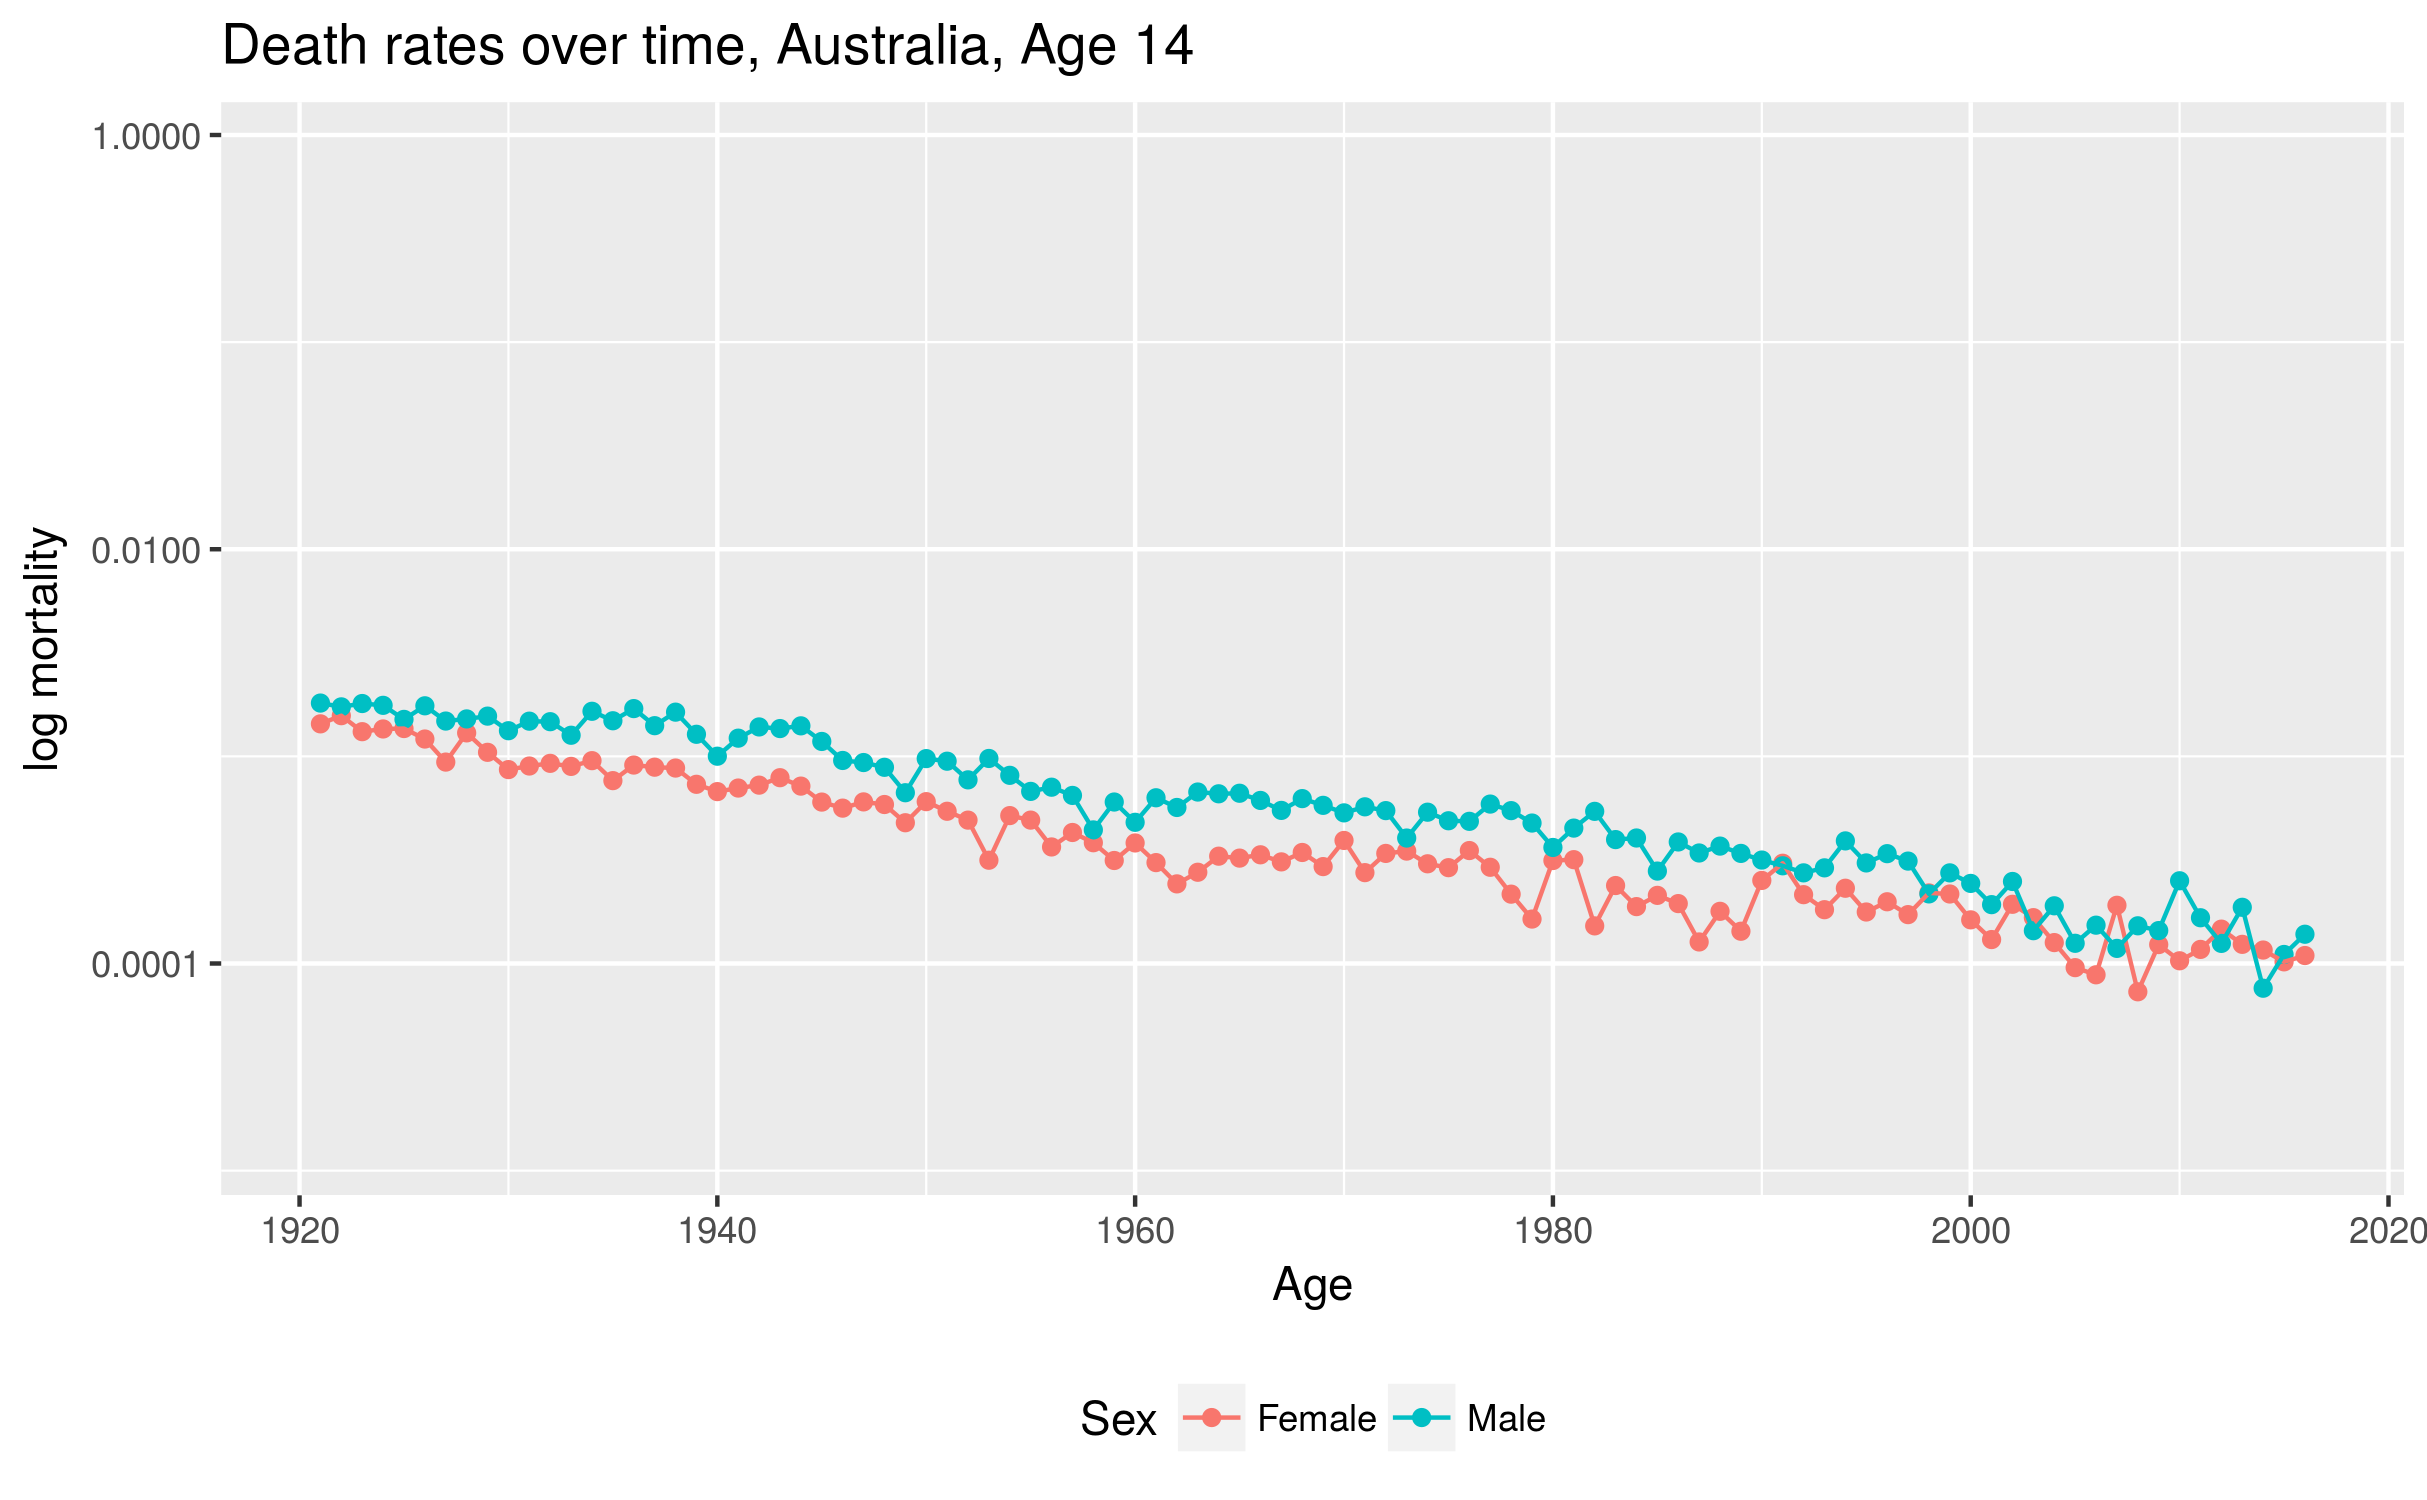 Death rates over time, Australia, Age 14
1.0000
0.0100
0.0001
log mortality
1920 1940 1960 1980 2000 2020
Age
Sex Female Male